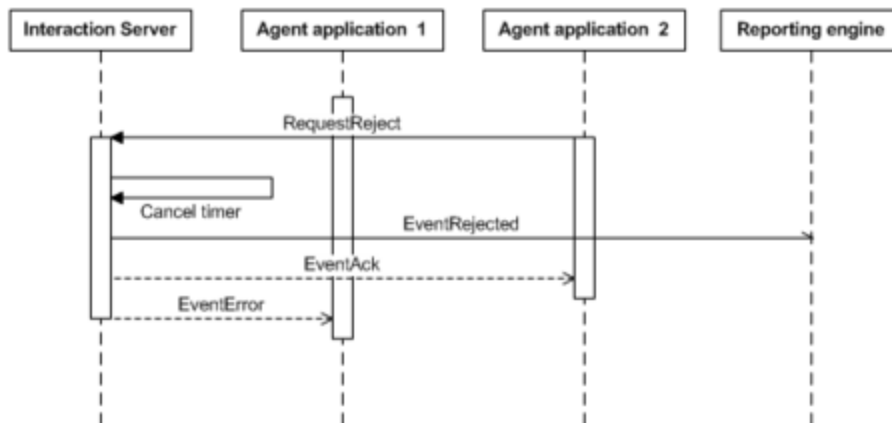 Interaction Server
Agent application 1
Agent application 2
Reporting engine
RequestReject
Cancel timer
EventRejected
EventAck
EventError